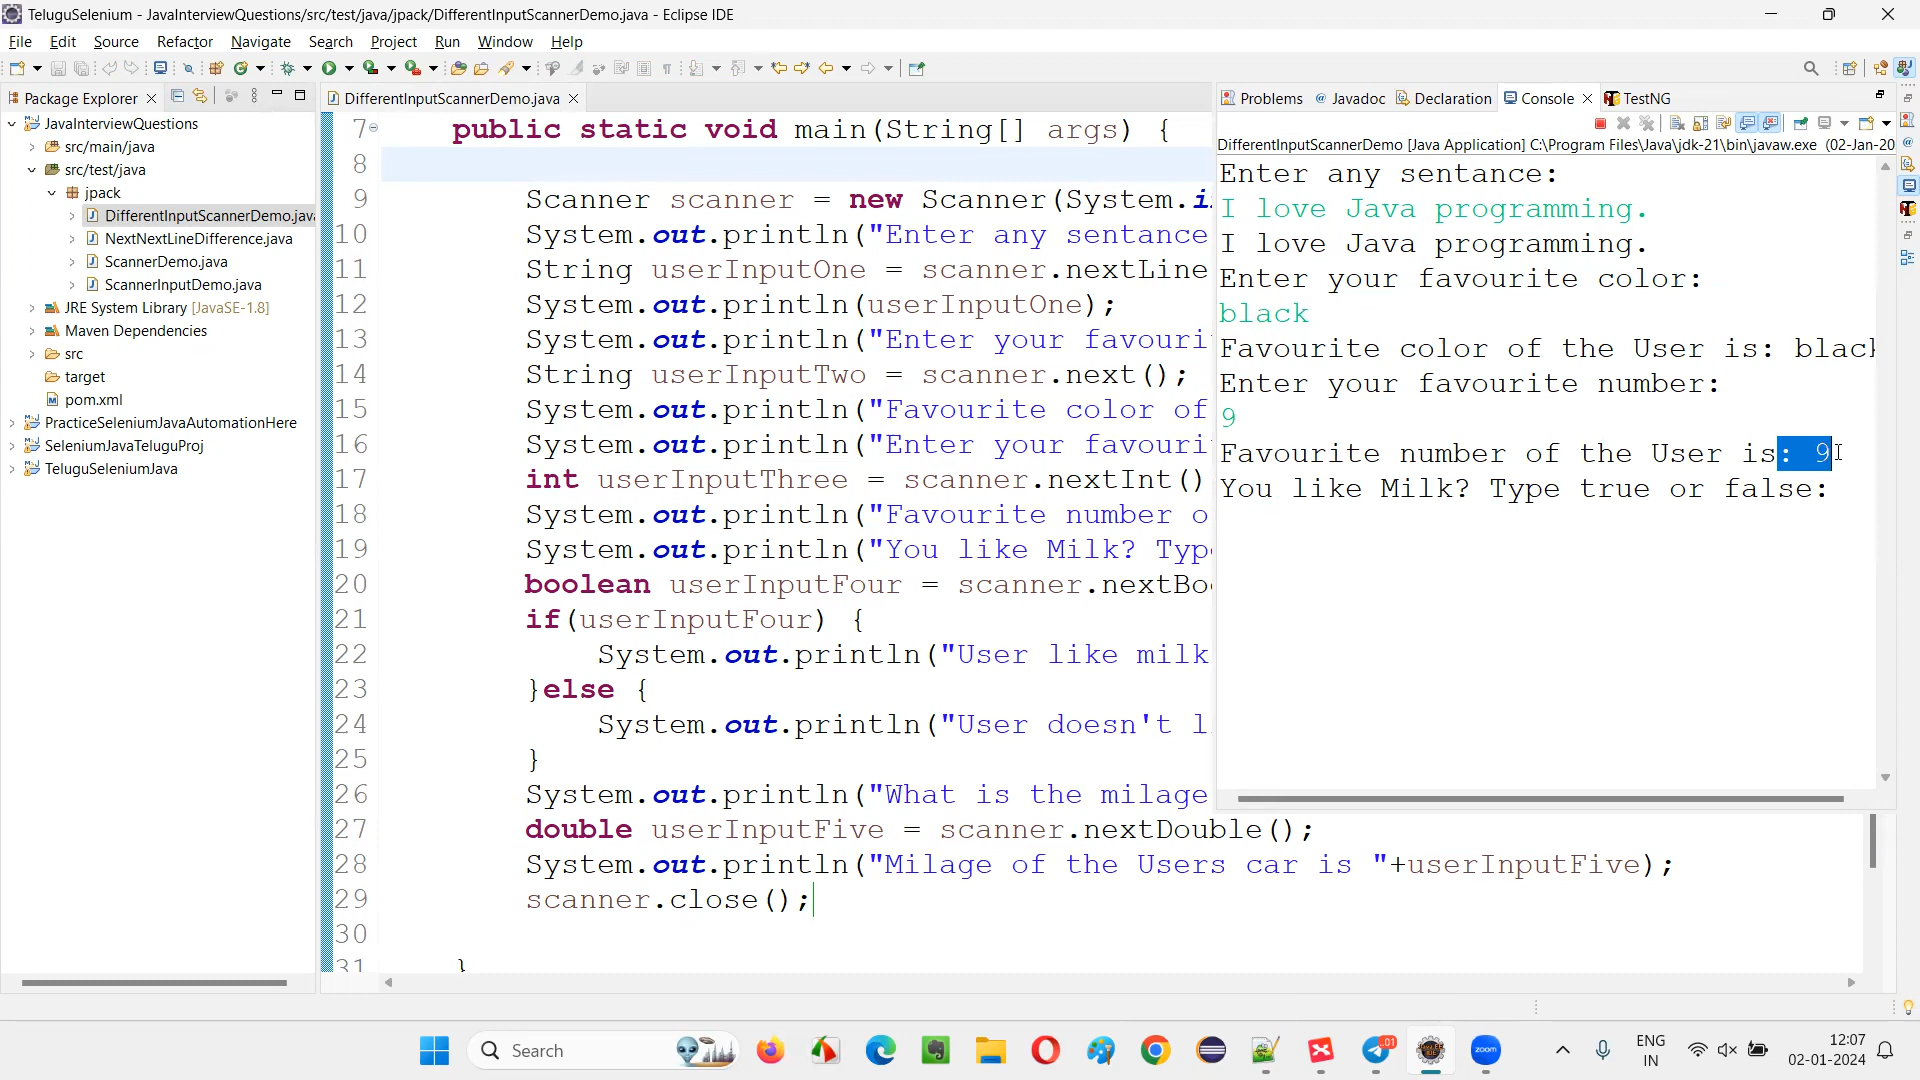 TeluguSelenium - JavaInterviewQuestions/src/test/java/jpack/DifferentInputScannerDemo.java - Eclipse IDE
File Edit Source Refactor Navigate Search Project Run Window Help
Package Explorer
JavaInterviewQuestions
src/main/java
src/test/java
jpack
DifferentInputScannerDemo.java
NextNextLineDifference.java
ScannerDemo.java
ScannerInputDemo.java
JRE System Library [JavaSE-1.8]
Maven Dependencies
src
target
pom.xml
PracticeSeleniumJavaAutomationHere
SeleniumJavaTeluguProj
TeluguSeleniumJava
DifferentInputScannerDemo.java
7 public static void main(String[] args) {
8
9 Scanner scanner = new Scanner(System.i
10 System.out.println("Enter any sentence
11 String userInputOne = scanner.nextLine
12 System.out.println(userInputOne);
13 System.out.println("Enter your favouri
14 String userInputTwo = scanner.next();
15 System.out.println("Favourite color of
16 System.out.println("Enter your favouri
17 int userInputThree = scanner.nextInt()
18 System.out.println("Favourite number o
19 System.out.println("You like Milk? Typ
20 boolean userInputFour = scanner.nextBo
21 if(userInputFour) {
22 System.out.println("User like milk
23 }else {
24 System.out.println("User doesn't l
25 }
26 System.out.println("What is the milage
27 double userInputFive = scanner.nextDouble();
28 System.out.println("Milage of the Users car is "+userInputFive);
29 scanner.close();
30
31 }
Problems @ Javadoc Declaration Console TestNG
DifferentInputScannerDemo [Java Application] C:\Program Files\Java\jdk-21\bin\javaw.exe (02-Jan-20
Enter any sentence:
I love Java programming.
I love Java programming.
Enter your favourite color:
black
Favourite color of the User is: black
Enter your favourite number:
9
Favourite number of the User is: 9
You like Milk? Type true or false:
Search
zoom
ENG
IN
12:07
02-01-2024